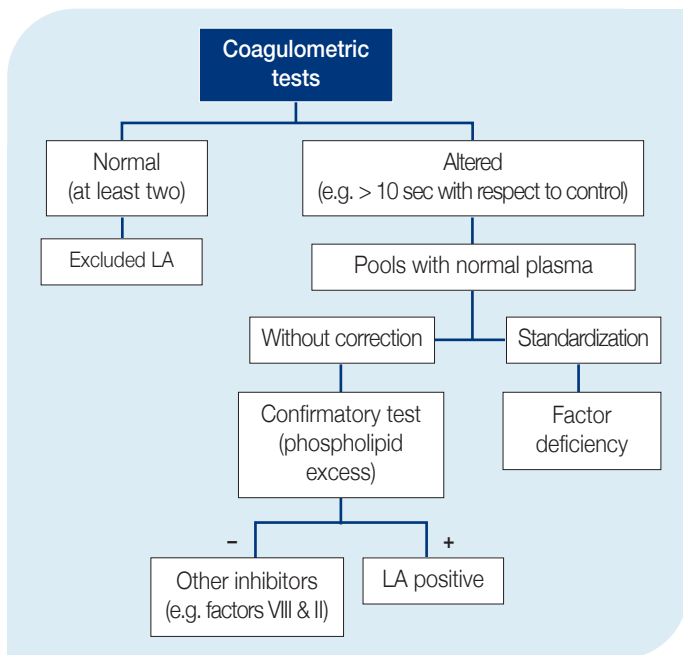 Coagulometric
tests
Normal
(at least two)
Altered
(e.g. > 10 sec with respect to control)
Excluded LA
Pools with normal plasma
Without correction
Standardization
Confirmatory test
(phospholipid
excess)
Factor
deficiency
–
+
Other inhibitors
(e.g. factors VIII & II)
LA positive